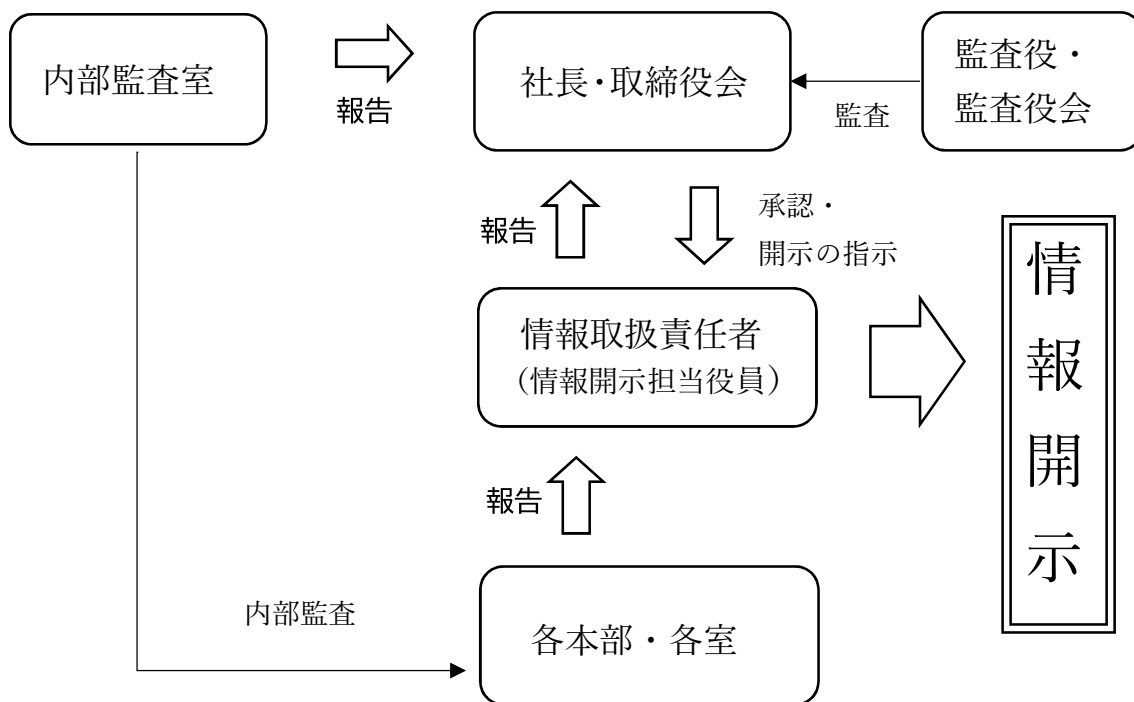 内部監査室
報告
社長・取締役会
監査
監査役・
監査役会
報告
承認・
開示の指示
情報取扱責任者
（情報開示担当役員）
情報開示
報告
内部監査
各本部・各室